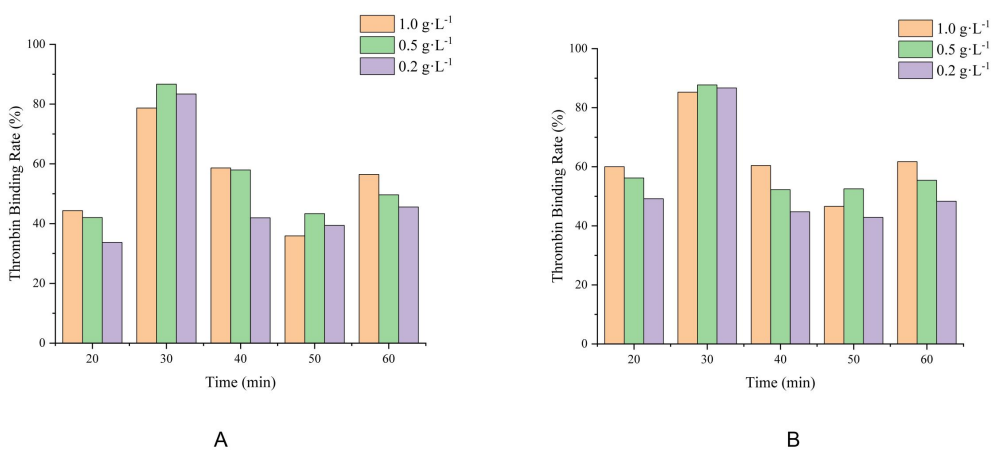 1.0 g·L⁻¹
0.5 g·L⁻¹
0.2 g·L⁻¹
100
80
60
40
20
0
Thrombin Binding Rate (%)
20 30 40 50 60
Time (min)
A
1.0 g·L⁻¹
0.5 g·L⁻¹
0.2 g·L⁻¹
100
80
60
40
20
0
Thrombin Binding Rate (%)
20 30 40 50 60
Time (min)
B